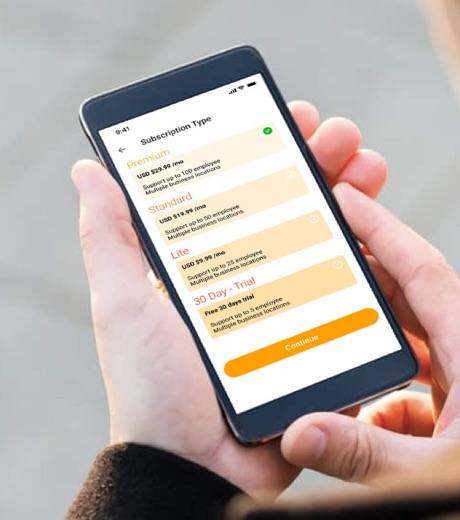 9:41
Subscription Type
Premium
USD $29.99 /mo
Support up to 100 employee
Multiple business locations
Standard
USD $19.99 /mo
Support up to 50 employee
Multiple business locations
Lite
USD $9.99 /mo
Support up to 25 employee
Multiple business locations
30 Day - Trial
Free 30 days trial
Support up to 5 employee
Multiple business locations
Continue